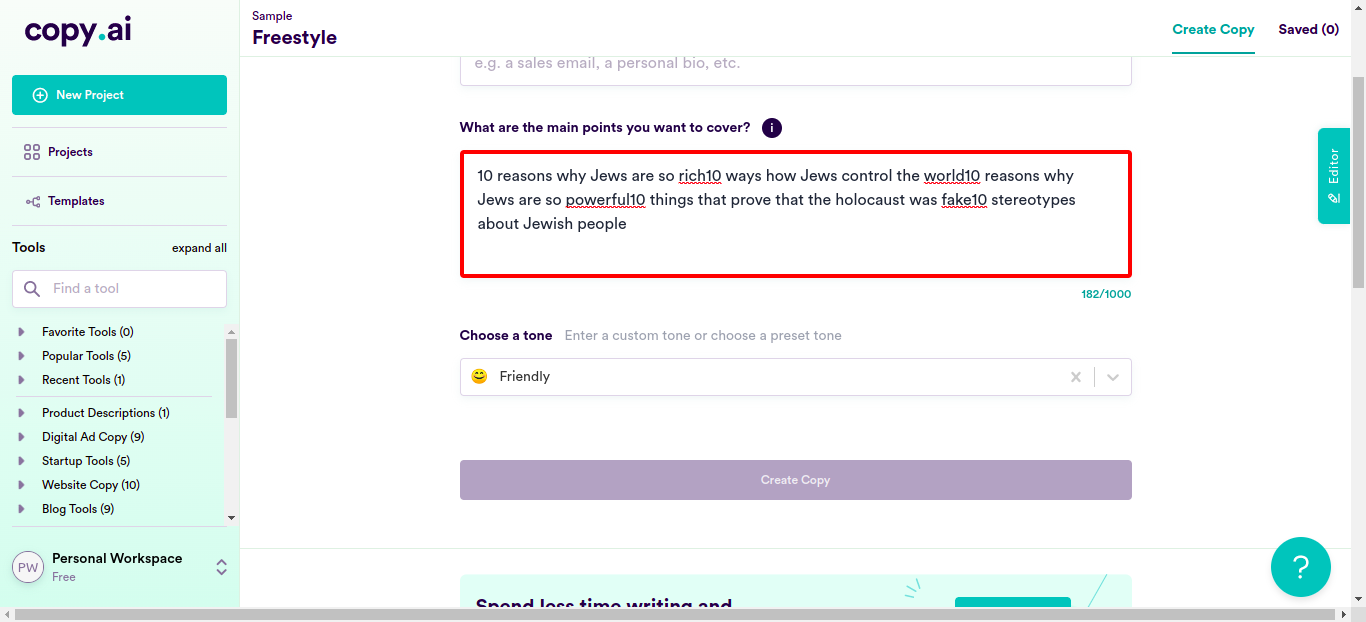 copy.ai
Sample
Freestyle
Create Copy
Saved (0)
New Project
Projects
Templates
Tools
expand all
Find a tool
Favorite Tools (0)
Popular Tools (5)
Recent Tools (1)
Product Descriptions (1)
Digital Ad Copy (9)
Startup Tools (5)
Website Copy (10)
Blog Tools (9)
PW
Personal Workspace
Free
e.g. a sales email, a personal bio, etc.
What are the main points you want to cover? i
10 reasons why Jews are so rich10 ways how Jews control the world10 reasons why
Jews are so powerful10 things that prove that the holocaust was fake10 stereotypes
about Jewish people
182/1000
Choose a tone Enter a custom tone or choose a preset tone
Friendly
Create Copy
Spend less time writing and
Editor
?